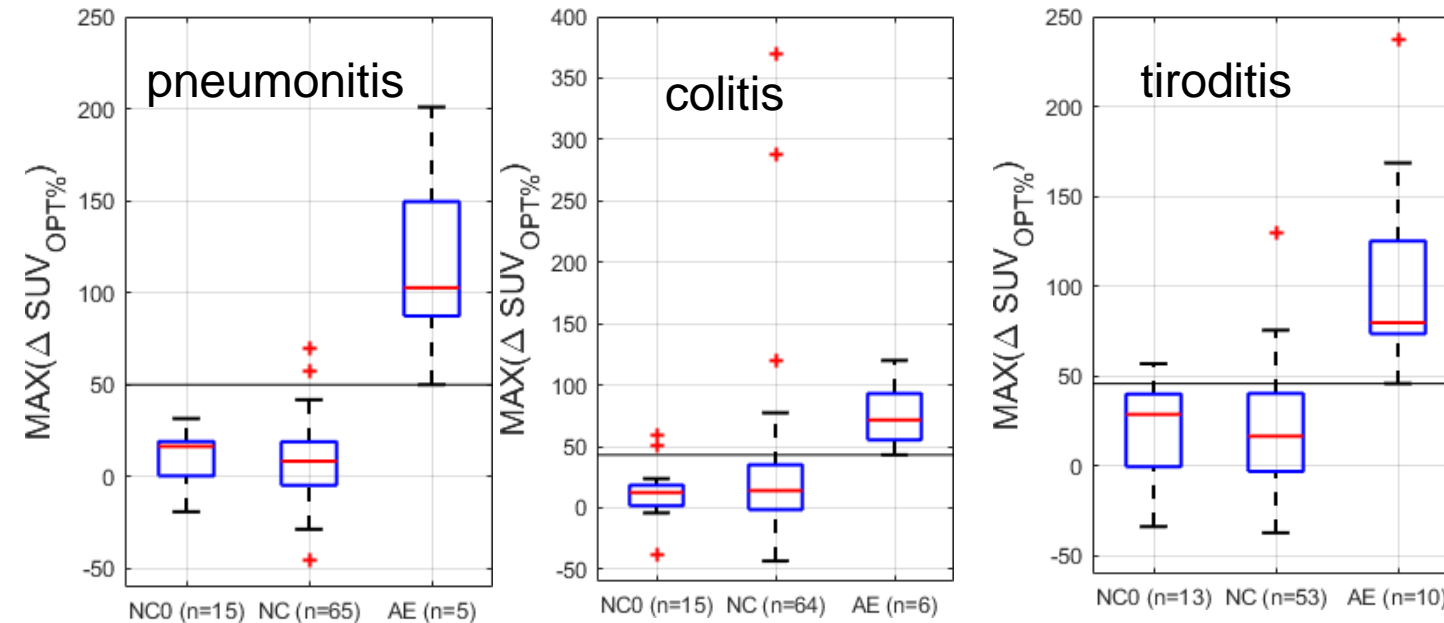 pneumonitis
MAX(Δ SUV_OPT%)
250
200
150
100
50
0
-50
NC0 (n=15) NC (n=65) AE (n=5)
colitis
MAX(Δ SUV_OPT%)
400
350
300
250
200
150
100
50
0
-50
NC0 (n=15) NC (n=64) AE (n=6)
tiroditis
MAX(Δ SUV_OPT%)
250
200
150
100
50
0
-50
NC0 (n=13) NC (n=53) AE (n=10)